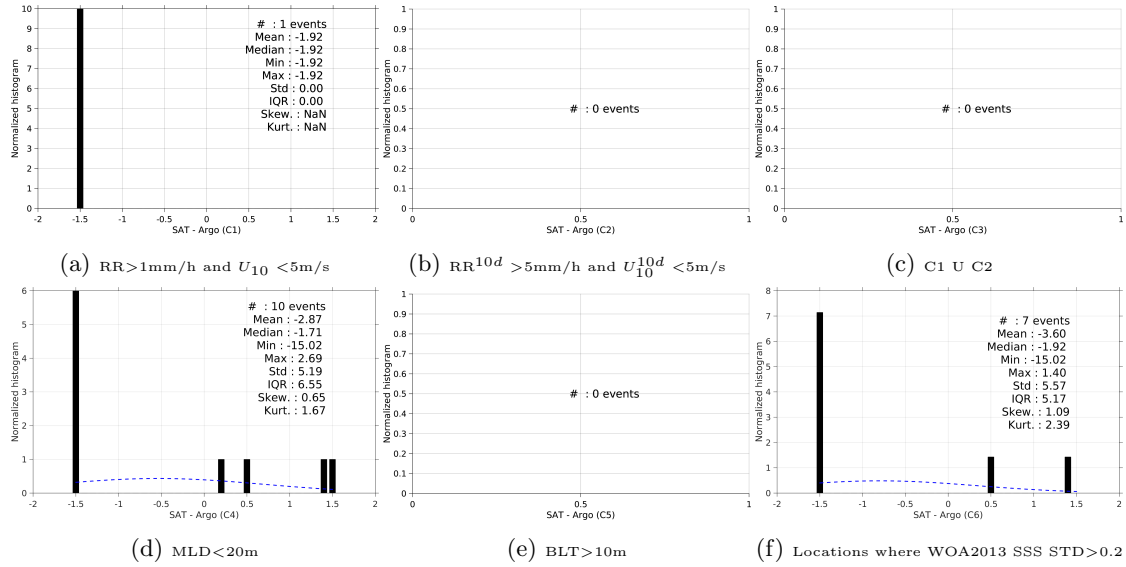 Normalized histogram
10
9
8
7
6
5
4
3
2
1
0
# : 1 events
Mean : -1.92
Median : -1.92
Min : -1.92
Max : -1.92
Std : 0.00
IQR : 0.00
Skew. : NaN
Kurt. : NaN
-2 -1.5 -1 -0.5 0 0.5 1 1.5 2
SAT - Argo (C1)
(a) RR>1mm/h and U10 <5m/s
Normalized histogram
1
0.9
0.8
0.7
0.6
0.5
0.4
0.3
0.2
0.1
0
# : 0 events
0 0.5 1
SAT - Argo (C2)
(b) RR^10d >5mm/h and U10^10d <5m/s
Normalized histogram
1
0.9
0.8
0.7
0.6
0.5
0.4
0.3
0.2
0.1
0
# : 0 events
0 0.5 1
SAT - Argo (C3)
(c) C1 U C2
Normalized histogram
6
5
4
3
2
1
0
# : 10 events
Mean : -2.87
Median : -1.71
Min : -15.02
Max : 2.69
Std : 5.19
IQR : 6.55
Skew. : 0.65
Kurt. : 1.67
-2 -1.5 -1 -0.5 0 0.5 1 1.5 2
SAT - Argo (C4)
(d) MLD<20m
Normalized histogram
1
0.9
0.8
0.7
0.6
0.5
0.4
0.3
0.2
0.1
0
# : 0 events
0 0.5 1
SAT - Argo (C5)
(e) BLT>10m
Normalized histogram
8
7
6
5
4
3
2
1
0
# : 7 events
Mean : -3.60
Median : -1.92
Min : -15.02
Max : 1.40
Std : 5.57
IQR : 5.17
Skew. : 1.09
Kurt. : 2.39
-2 -1.5 -1 -0.5 0 0.5 1 1.5 2
SAT - Argo (C6)
(f) Locations where WOA2013 SSS STD>0.2